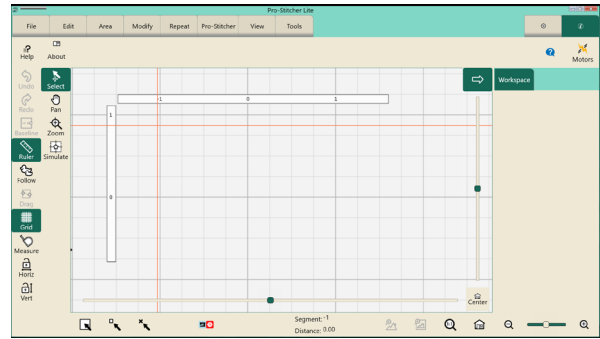 Pro-Stitcher Lite
File Edit Area Modify Repeat Pro-Stitcher View Tools
Help About Motors
Undo Select Workspace
Redo Pan
Baseline Zoom
Ruler Simulate
Follow
Drag
Grid
Measure
Horiz
Vert
-1 0 1
1
0
Center
Segment: -1
Distance: 0.00